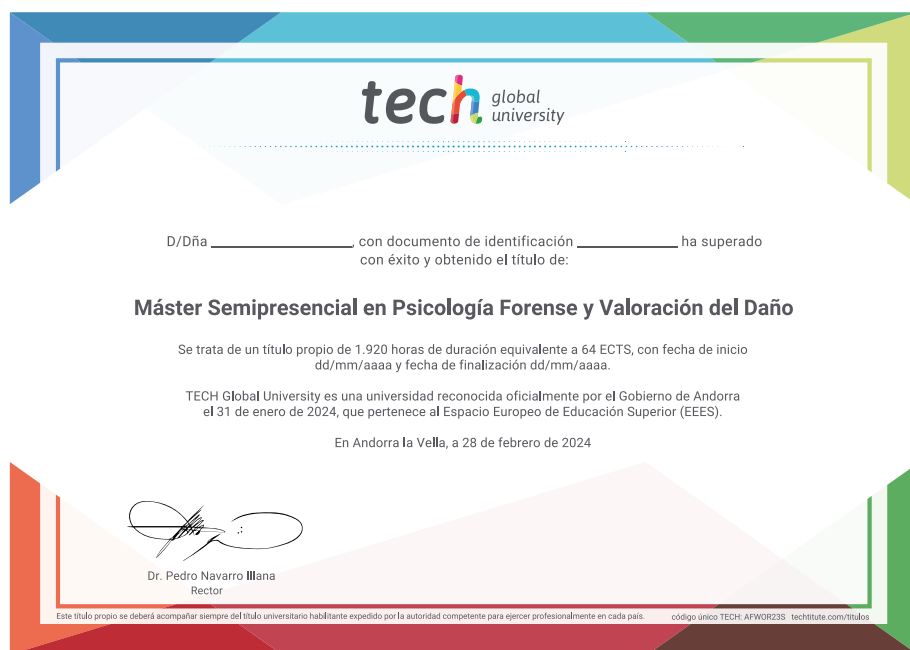 tech global university
D/Dña ________________, con documento de identificación ____________ ha superado
con éxito y obtenido el título de:
Máster Semipresencial en Psicología Forense y Valoración del Daño
Se trata de un título propio de 1.920 horas de duración equivalente a 64 ECTS, con fecha de inicio
dd/mm/aaaa y fecha de finalización dd/mm/aaaa.
TECH Global University es una universidad reconocida oficialmente por el Gobierno de Andorra
el 31 de enero de 2024, que pertenece al Espacio Europeo de Educación Superior (EEES).
En Andorra la Vella, a 28 de febrero de 2024
Dr. Pedro Navarro Illana
Rector
Este título propio se deberá acompañar siempre del título universitario habilitante expedido por la autoridad competente para ejercer profesionalmente en cada país. código único TECH: AFWOR23S techtitute.com/titulos